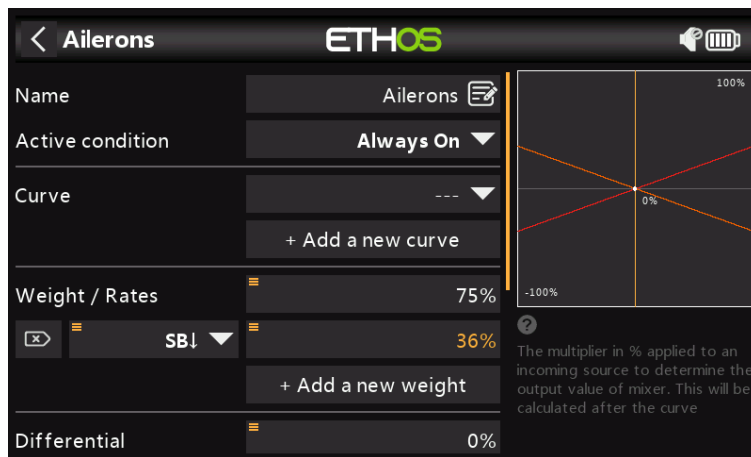 Ailerons
ETHOS
Name
Ailerons
Active condition
Always On
Curve
---
+ Add a new curve
Weight / Rates
75%
SB↓
36%
+ Add a new weight
Differential
0%
100%
0%
-100%
?
The multiplier in % applied to an
incoming source to determine the
output value of mixer. This will be
calculated after the curve